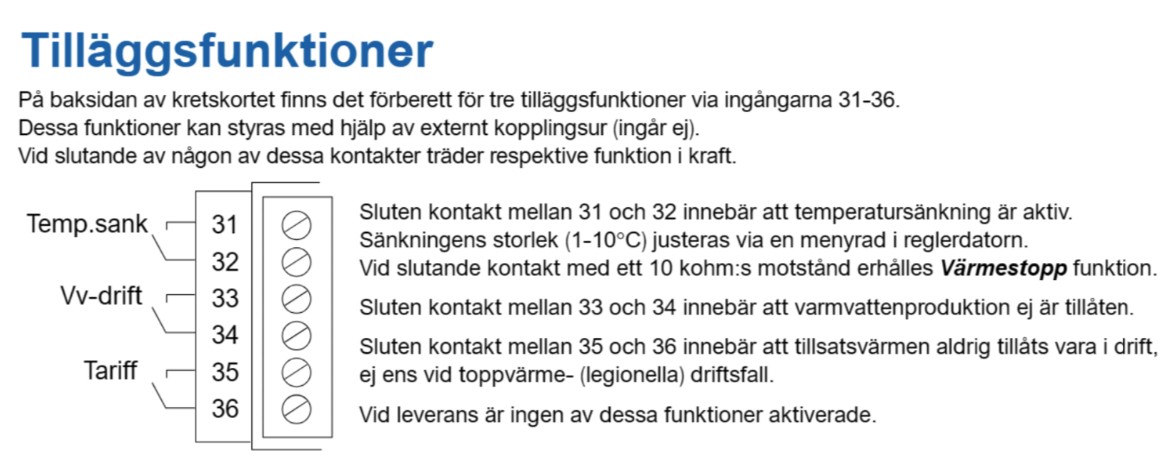 Tilläggsfunktioner
På baksidan av kretskortet finns det förberett för tre tilläggsfunktioner via ingångarna 31-36.
Dessa funktioner kan styras med hjälp av externt kopplingsur (ingår ej).
Vid slutande av någon av dessa kontakter träder respektive funktion i kraft.
Temp.sank
31
32
Vv-drift
33
34
Tariff
35
36
Sluten kontakt mellan 31 och 32 innebär att temperatursänkning är aktiv.
Sänkningens storlek (1-10°C) justeras via en menyrad i reglerdatorn.
Vid slutande kontakt med ett 10 kohm:s motstånd erhålles Värmestopp funktion.
Sluten kontakt mellan 33 och 34 innebär att varmvattenproduktion ej är tillåten.
Sluten kontakt mellan 35 och 36 innebär att tillsatsvärmen aldrig tillåts vara i drift,
ej ens vid toppvärme- (legionella) driftsfall.
Vid leverans är ingen av dessa funktioner aktiverade.